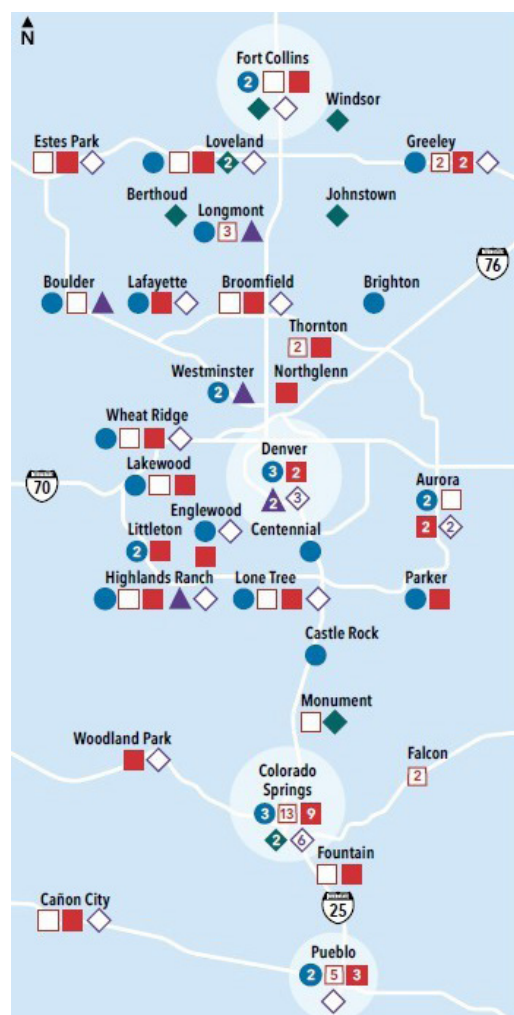 N
Fort Collins
2
Windsor
Estes Park
Loveland
2
Greeley
2 2
Berthoud
Johnstown
Longmont
3
76
Boulder
Lafayette
Broomfield
Brighton
Thornton
2
Westminster
2
Northglenn
Wheat Ridge
Denver
3 2
2 3
Lakewood
70
Aurora
2
2 2
Englewood
Littleton
2
Centennial
Highlands Ranch
Lone Tree
Parker
Castle Rock
Monument
Woodland Park
Falcon
2
Colorado
Springs
3 13 9
2 6
Fountain
25
Cañon City
Pueblo
2 5 3